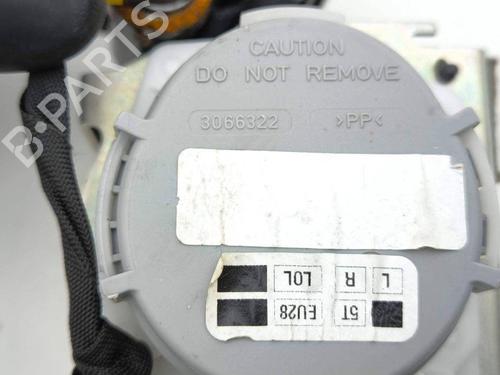 B-PARTS
CAUTION
DO NOT REMOVE
3066322 >PP<
L R LOL
5T EU28